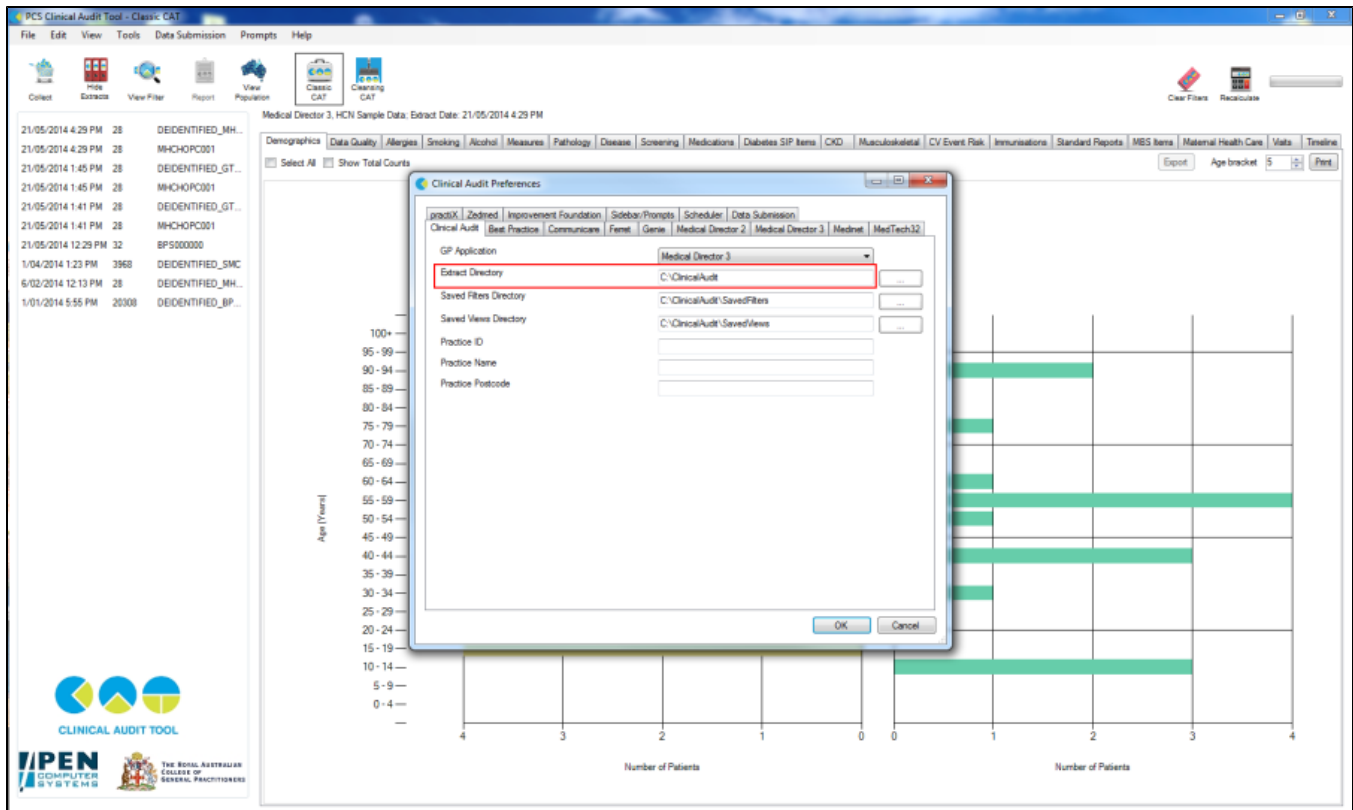 PCS Clinical Audit Tool - Classic CAT
File Edit View Tools Data Submission Prompts Help
Collect
Hide Extracts
View Filter
Report
View Population
Classic CAT
Cleansing CAT
Clear Filters
Recalculate
Medical Director 3, HCN Sample Data; Extract Date: 21/05/2014 4:29 PM
21/05/2014 4:29 PM 28 DEIDENTIFIED_MH...
21/05/2014 4:29 PM 28 MHCHOPC001
21/05/2014 1:45 PM 28 DEIDENTIFIED_GT...
21/05/2014 1:45 PM 28 MHCHOPC001
21/05/2014 1:41 PM 28 DEIDENTIFIED_GT...
21/05/2014 1:41 PM 28 MHCHOPC001
21/05/2014 12:29 PM 32 BPS000000
1/04/2014 1:23 PM 3968 DEIDENTIFIED_SMC
6/02/2014 12:13 PM 28 DEIDENTIFIED_MH...
1/01/2014 5:55 PM 20308 DEIDENTIFIED_BP...
Demographics Data Quality Allergies Smoking Alcohol Measures Pathology Disease Screening Medications Diabetes SIP Items CKD Musculoskeletal CV Event Risk Immunisations Standard Reports MBS Items Maternal Health Care Visits Timeline
Select All Show Total Counts Export Age bracket 5 Print
Clinical Audit Preferences
practiX Zedmed Improvement Foundation Sidebar/Prompts Scheduler Data Submission
Clinical Audit Best Practice Communicare Ferret Genie Medical Director 2 Medical Director 3 Medinet MedTech32
GP Application Medical Director 3
Extract Directory C:\ClinicalAudit ...
Saved Filters Directory C:\ClinicalAudit\SavedFilters ...
Saved Views Directory C:\ClinicalAudit\SavedViews ...
Practice ID
Practice Name
Practice Postcode
OK Cancel
Age (Years)
100+
95 - 99
90 - 94
85 - 89
80 - 84
75 - 79
70 - 74
65 - 69
60 - 64
55 - 59
50 - 54
45 - 49
40 - 44
35 - 39
30 - 34
25 - 29
20 - 24
15 - 19
10 - 14
5 - 9
0 - 4
4 3 2 1 0 0 1 2 3 4
Number of Patients Number of Patients
CLINICAL AUDIT TOOL
PEN
COMPUTER
SYSTEMS
THE ROYAL AUSTRALIAN
COLLEGE OF
GENERAL PRACTITIONERS